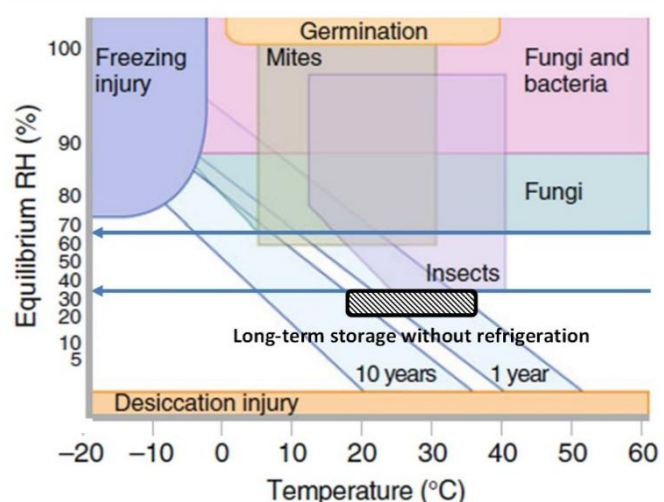 Germination
100
Freezing
injury
Mites
Fungi and
bacteria
90
80
Fungi
70
60
50
40
Insects
30
20
Long-term storage without refrigeration
10
5
10 years
1 year
Desiccation injury
Equilibrium RH (%)
–20 –10 0 10 20 30 40 50 60
Temperature (°C)